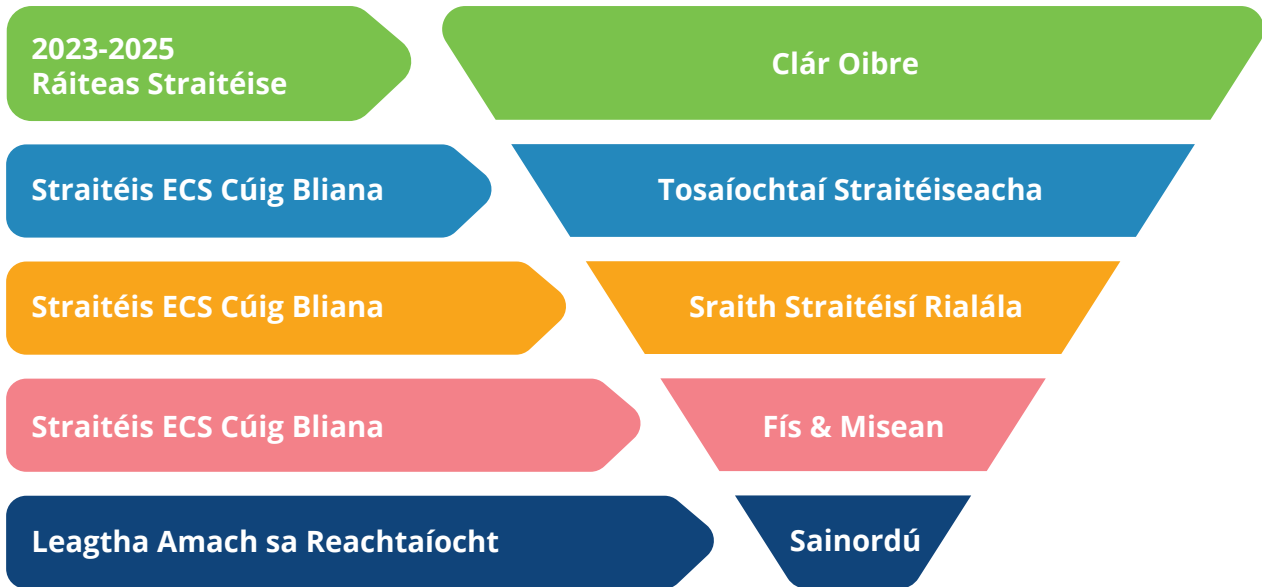 2023-2025
Ráiteas Straitéise
Clár Oibre
Straitéis ECS Cúig Bliana
Tosaíochtaí Straitéiseacha
Straitéis ECS Cúig Bliana
Sraith Straitéisí Rialála
Straitéis ECS Cúig Bliana
Fís & Misean
Leagtha Amach sa Reachtaíocht
Sainordú